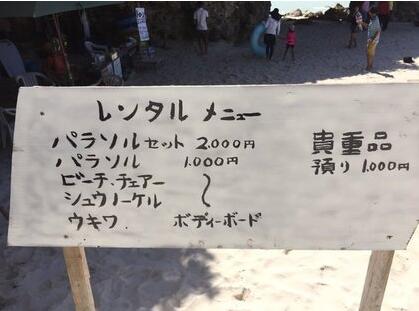 レンタル メニュー
パラソルセット 2.000円
パラソル 1.000円
ビーチ・チェアー 〜
シュウノーケル
ウキワ ボディーボード
貴重品
預り 1.000円